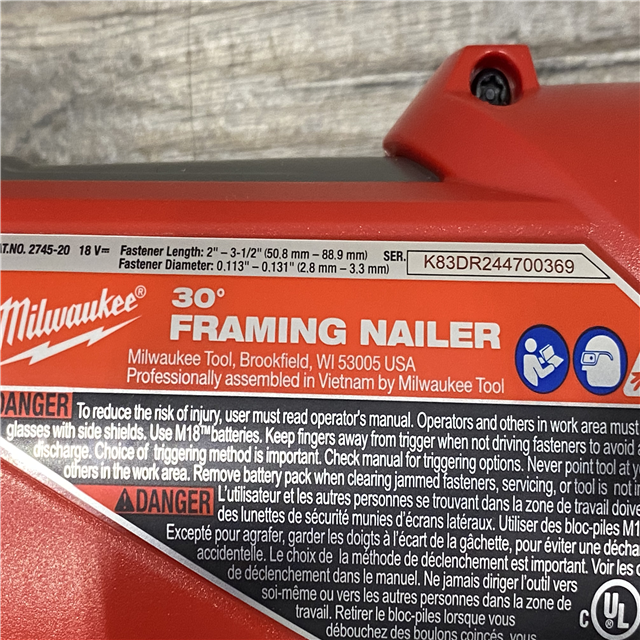 AT.NO. 2745-20 18 V⎓ Fastener Length: 2" – 3-1/2" (50.8 mm – 88.9 mm) SER. K83DR244700369
Fastener Diameter: 0.113" – 0.131" (2.8 mm – 3.3 mm)
Milwaukee®
30°
FRAMING NAILER
Milwaukee Tool, Brookfield, WI 53005 USA
Professionally assembled in Vietnam by Milwaukee Tool
DANGER To reduce the risk of injury, user must read operator's manual. Operators and others in work area must
glasses with side shields. Use M18™ batteries. Keep fingers away from trigger when not driving fasteners to avoid a
discharge. Choice of triggering method is important. Check manual for triggering options. Never point tool at y
others in the work area. Remove battery pack when clearing jammed fasteners, servicing, or tool is not in
DANGER L'utilisateur et les autres personnes se trouvant dans la zone de travail doive
des lunettes de sécurité munies d'écrans latéraux. Utiliser des bloc-piles M1
Excepté pour agrafer, garder les doigts à l'écart de la gâchette, pour éviter une décha
accidentelle. Le choix de la méthode de déclenchement est important. Voir les o
de déclenchement dans le manuel. Ne jamais diriger l'outil vers
soi-même ou vers les autres personnes dans la zone de
travail. Retirer le bloc-piles lorsque
débouchez des boulons coincés, vous
C UL